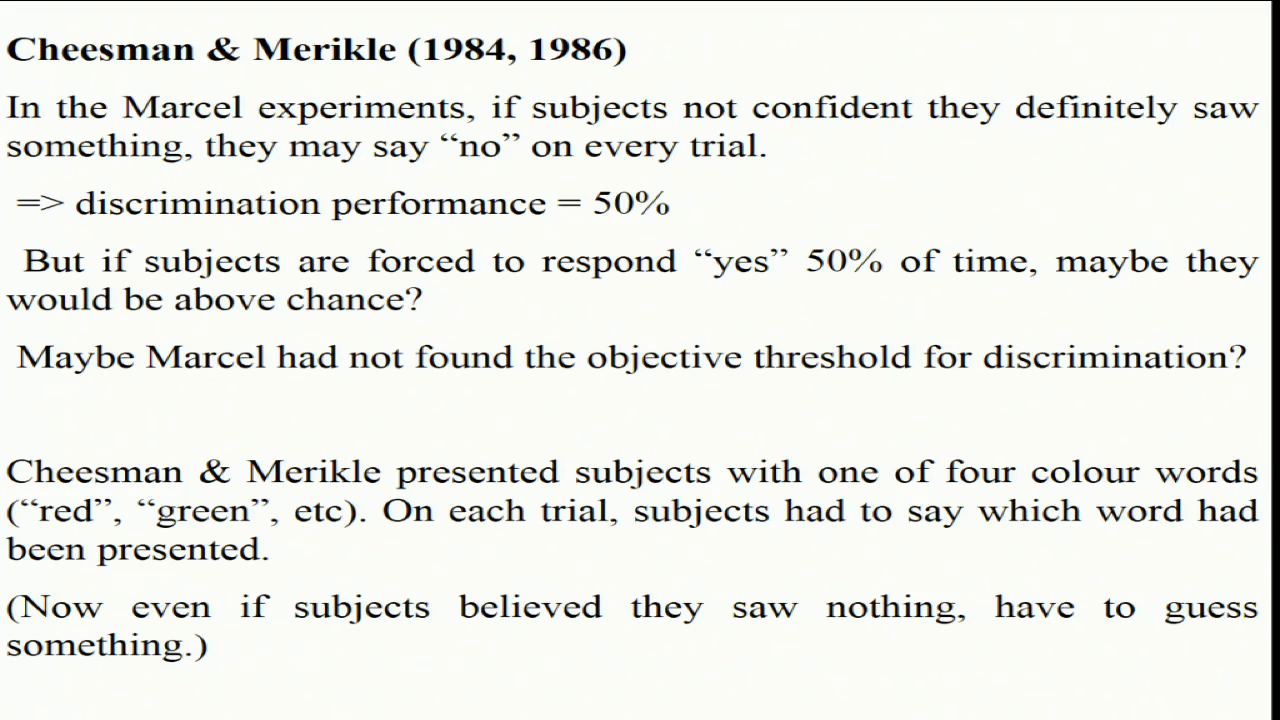 Cheesman & Merikle (1984, 1986)
In the Marcel experiments, if subjects not confident they definitely saw
something, they may say “no” on every trial.
=> discrimination performance = 50%
But if subjects are forced to respond “yes” 50% of time, maybe they
would be above chance?
Maybe Marcel had not found the objective threshold for discrimination?
Cheesman & Merikle presented subjects with one of four colour words
(“red”, “green”, etc). On each trial, subjects had to say which word had
been presented.
(Now even if subjects believed they saw nothing, have to guess
something.)